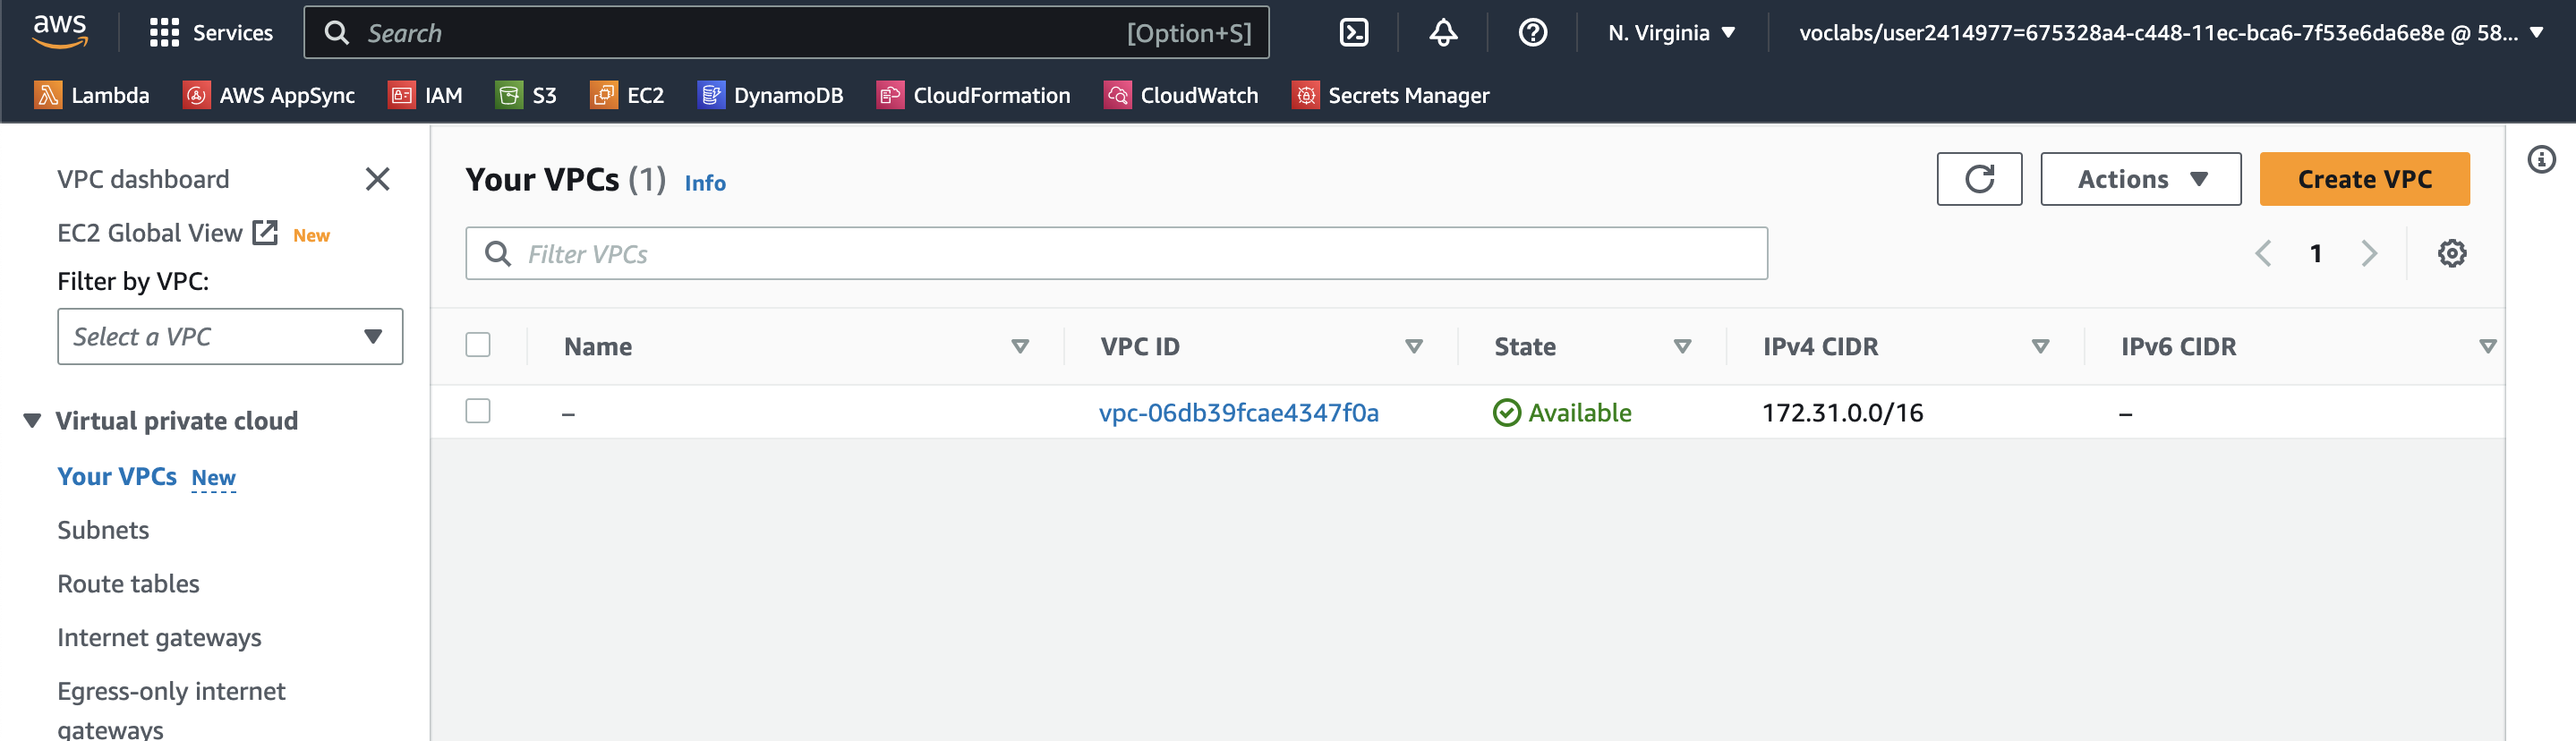 aws
Services
Search
[Option+S]
N. Virginia
voclabs/user2414977=675328a4-c448-11ec-bca6-7f53e6da6e8e @ 58...
Lambda
AWS AppSync
IAM
S3
EC2
DynamoDB
CloudFormation
CloudWatch
Secrets Manager
VPC dashboard
EC2 Global View New
Filter by VPC:
Select a VPC
Virtual private cloud
Your VPCs New
Subnets
Route tables
Internet gateways
Egress-only internet
gateways
Your VPCs (1) Info
Actions
Create VPC
Filter VPCs
1
Name VPC ID State IPv4 CIDR IPv6 CIDR
– vpc-06db39fcae4347f0a Available 172.31.0.0/16 –